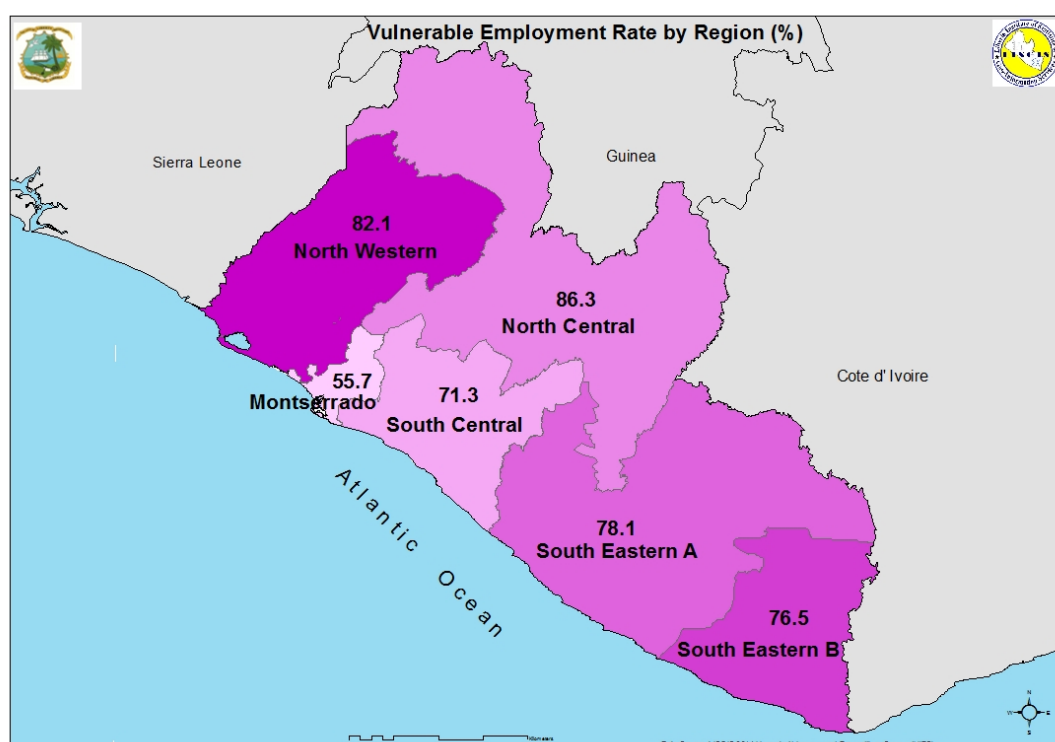 Vulnerable Employment Rate by Region (%)
Sierra Leone
Guinea
82.1
North Western
86.3
North Central
Cote d' Ivoire
55.7
Montserrado
71.3
South Central
Atlantic Ocean
78.1
South Eastern A
76.5
South Eastern B
N
W
E
S
Kilometers